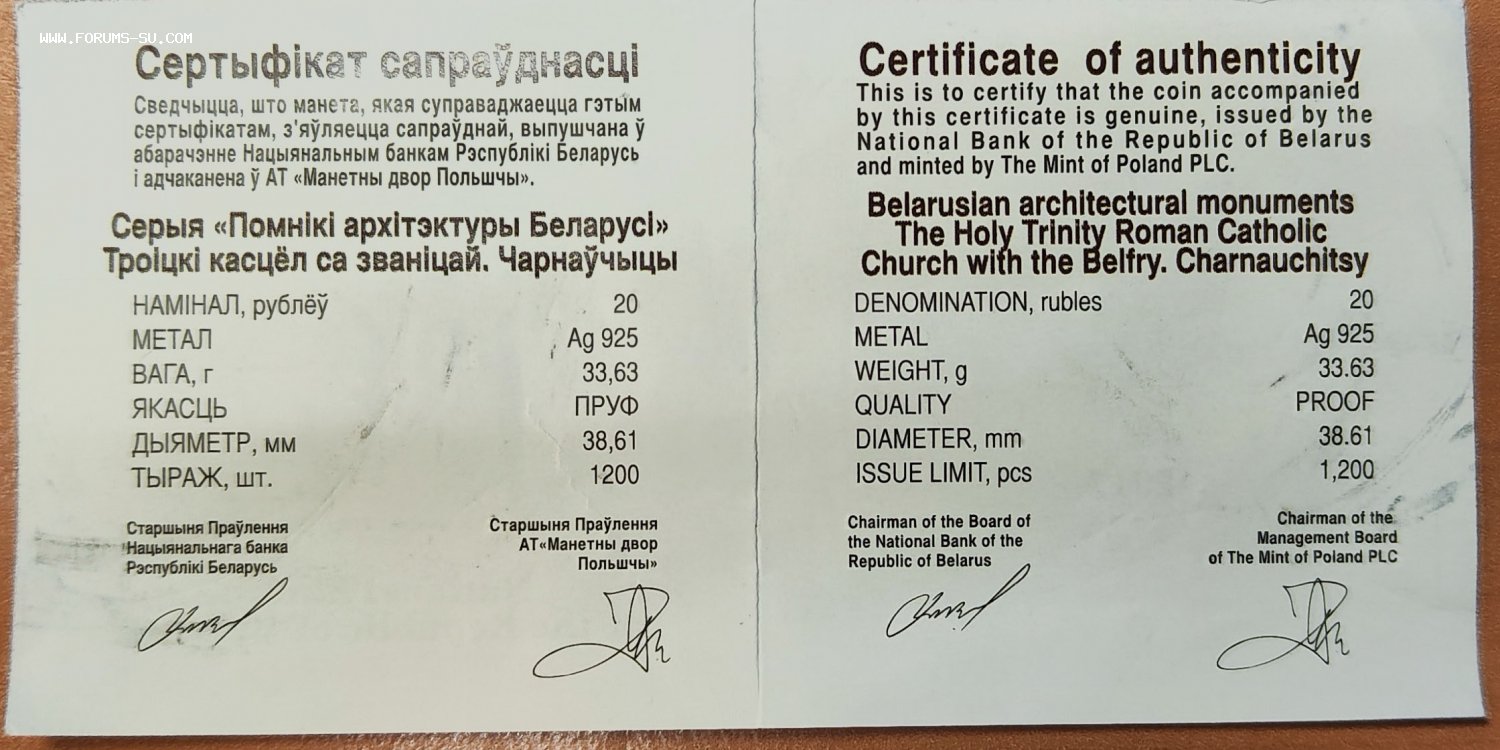 WWW.FORUMS-SU.COM
Сертыфікат сапраўднасці
Сведчыцца, што манета, якая суправаджаецца гэтым
сертыфікатам, з'яўляецца сапраўднай, выпушчана ў
абарачэнне Нацыянальным банкам Рэспублікі Беларусь
і адчаканена ў АТ «Манетны двор Польшчы».
Серыя «Помнікі архітэктуры Беларусі»
Троіцкі касцёл са званіцай. Чарнаўчыцы
НАМІНАЛ, рублёў 20
МЕТАЛ Ag 925
ВАГА, г 33,63
ЯКАСЦЬ ПРУФ
ДЫЯМЕТР, мм 38,61
ТЫРАЖ, шт. 1200
Старшыня Праўлення
Нацыянальнага банка
Рэспублікі Беларусь
Старшыня Праўлення
АТ«Манетны двор
Польшчы»
Certificate of authenticity
This is to certify that the coin accompanied
by this certificate is genuine, issued by the
National Bank of the Republic of Belarus
and minted by The Mint of Poland PLC.
Belarusian architectural monuments
The Holy Trinity Roman Catholic
Church with the Belfry. Charnauchitsy
DENOMINATION, rubles 20
METAL Ag 925
WEIGHT, g 33.63
QUALITY PROOF
DIAMETER, mm 38.61
ISSUE LIMIT, pcs 1,200
Chairman of the Board of
the National Bank of the
Republic of Belarus
Chairman of the
Management Board
of The Mint of Poland PLC